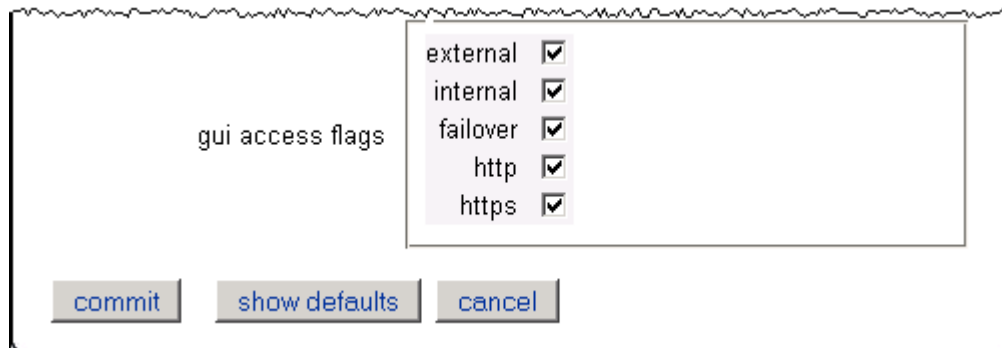 external
internal
gui access flags failover
http
https
commit show defaults cancel